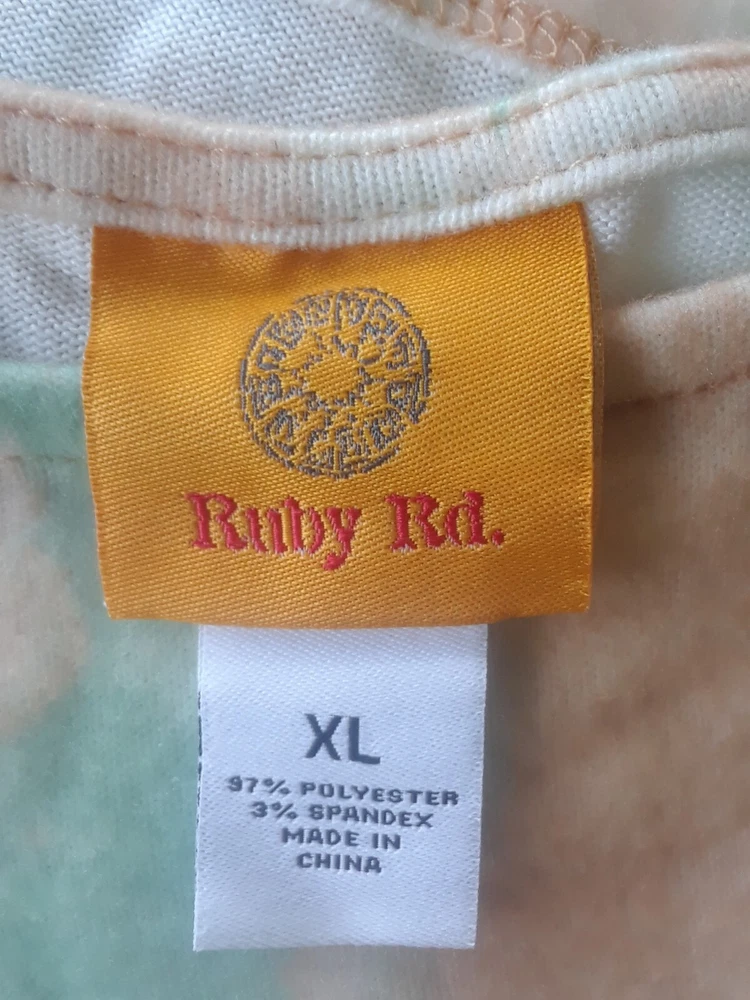 Ruby Rd.
XL
97% POLYESTER
3% SPANDEX
MADE IN
CHINA